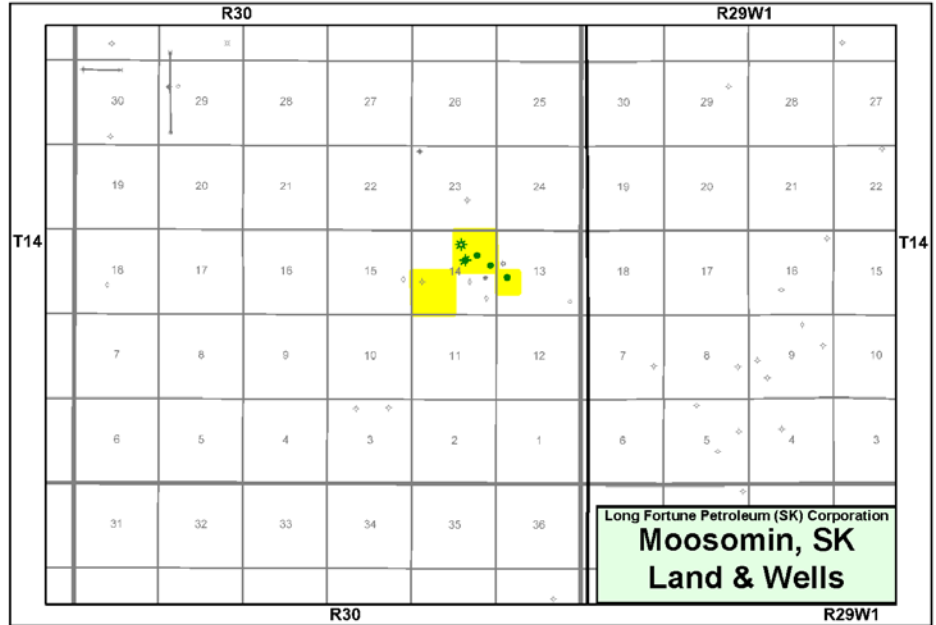 R30 R29W1
30 29 28 27 26 25 30 29 28 27
19 20 21 22 23 24 19 20 21 22
T14 T14
18 17 16 15 14 13 18 17 16 15
7 8 9 10 11 12 7 8 9 10
6 5 4 3 2 1 6 5 4 3
31 32 33 34 35 36
Long Fortune Petroleum (SK) Corporation
Moosomin, SK
Land & Wells
R30 R29W1